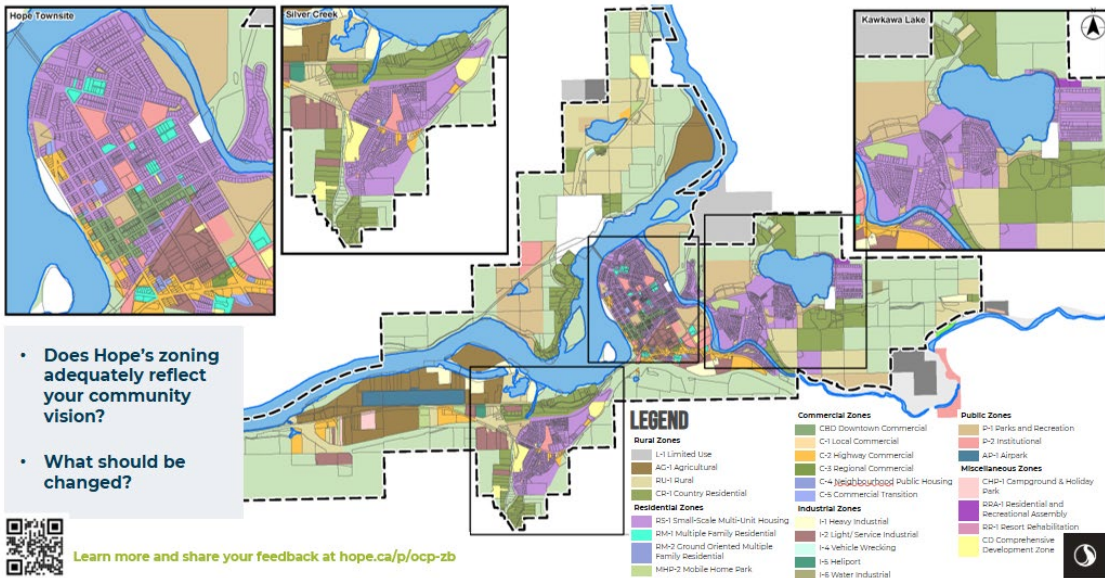 Hope Townsite
Silver Creek
Kawkawa Lake
• Does Hope's zoning
adequately reflect
your community
vision?
• What should be
changed?
Learn more and share your feedback at hope.ca/p/ocp-zb
LEGEND
Rural Zones
L-1 Limited Use
AG-1 Agricultural
RU-1 Rural
CR-1 Country Residential
Residential Zones
RS-1 Small-Scale Multi-Unit Housing
RM-1 Multiple Family Residential
RM-2 Ground Oriented Multiple
Family Residential
MHP-2 Mobile Home Park
Commercial Zones
CBD Downtown Commercial
C-1 Local Commercial
C-2 Highway Commercial
C-3 Regional Commercial
C-4 Neighbourhood Public Housing
C-5 Commercial Transition
Industrial Zones
I-1 Heavy Industrial
I-2 Light/ Service Industrial
I-4 Vehicle Wrecking
I-5 Heliport
I-6 Water Industrial
Public Zones
P-1 Parks and Recreation
P-2 Institutional
AP-1 Airpark
Miscellaneous Zones
CHP-1 Campground & Holiday
Park
RRA-1 Residential and
Recreational Assembly
RR-1 Resort Rehabilitation
CD Comprehensive
Development Zone